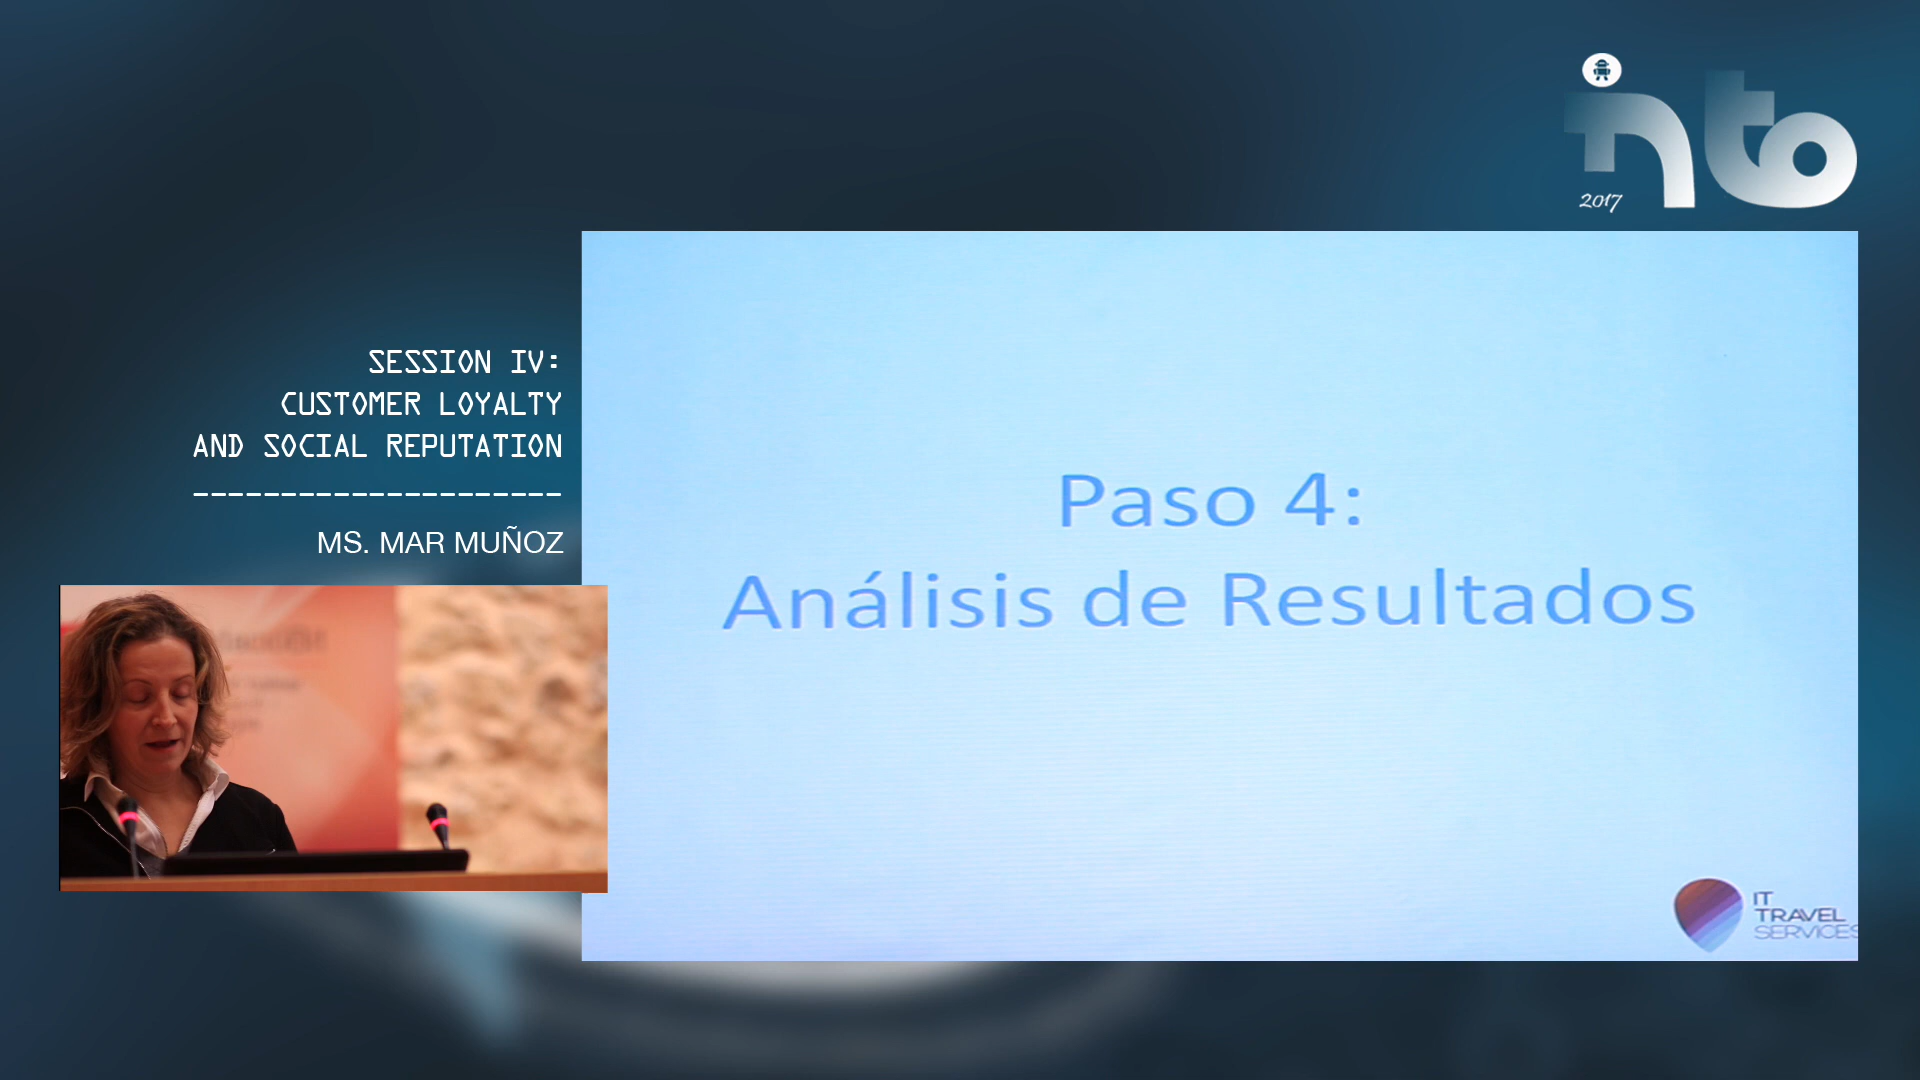 into
2017
SESSION IV:
CUSTOMER LOYALTY
AND SOCIAL REPUTATION
---------------------
MS. MAR MUÑOZ
Paso 4:
Análisis de Resultados
IT
TRAVEL
SERVICES